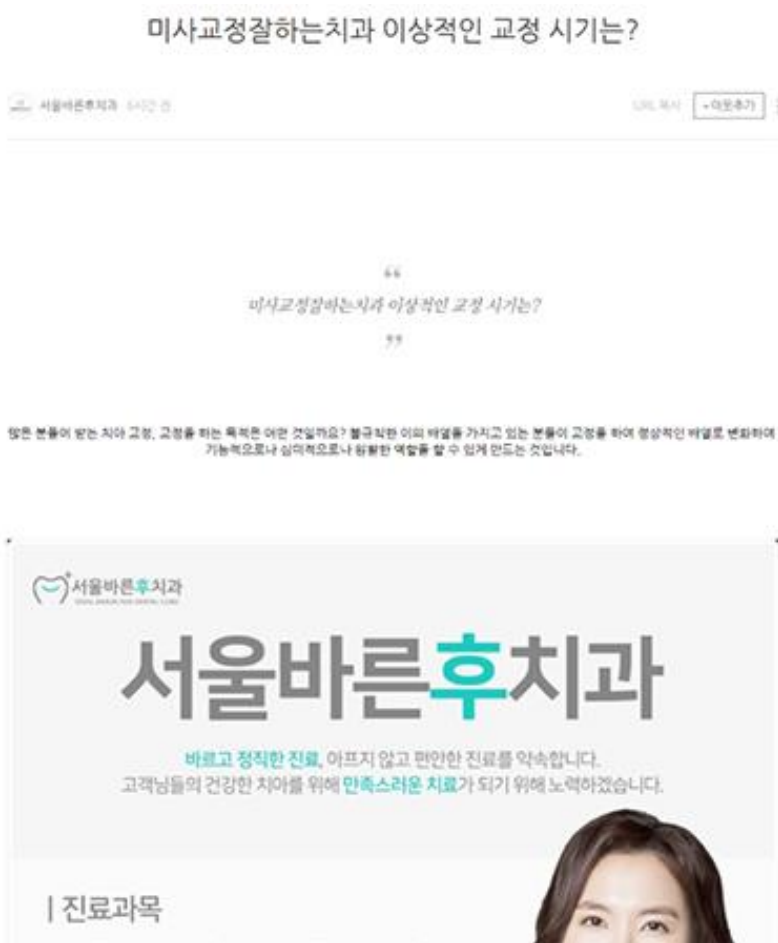 미사교정잘하는치과 이상적인 교정 시기는?
서울바른후치과 6시간 전
URL 복사 +이웃추가
“
미사교정잘하는치과 이상적인 교정 시기는?
”
많은 분들이 받는 치아 교정, 교정을 하는 목적은 어떤 것일까요? 불규칙한 이의 배열을 가지고 있는 분들이 교정을 하여 정상적인 배열로 변화하여
기능적으로나 심미적으로나 원활한 역할을 할 수 있게 만드는 것입니다.
서울바른후치과
서울바른후치과
바르고 정직한 진료, 아프지 않고 편안한 진료를 약속합니다.
고객님들의 건강한 치아를 위해 만족스러운 치료가 되기 위해 노력하겠습니다.
| 진료과목